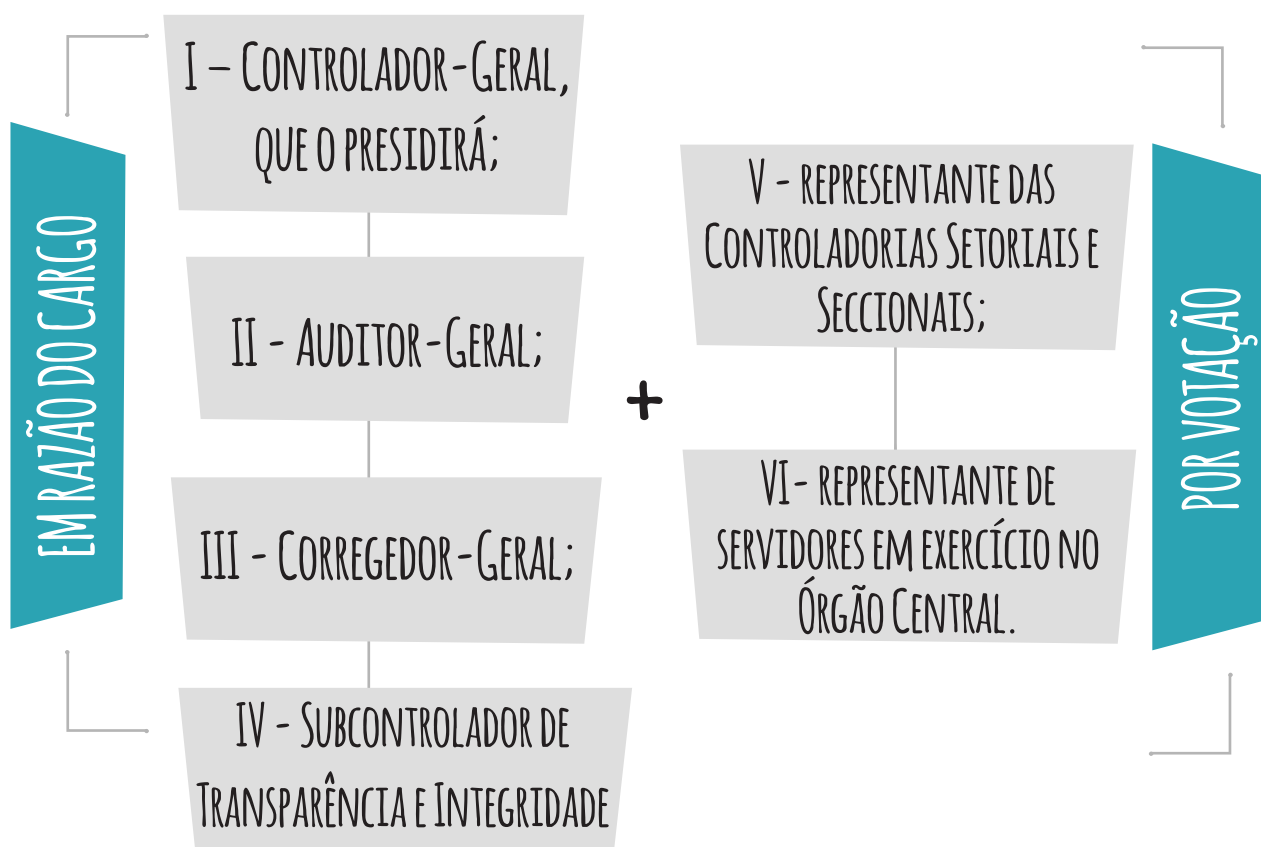 EM RAZÃO DO CARGO
I – CONTROLADOR-GERAL,
QUE O PRESIDIRÁ;
II - AUDITOR-GERAL;
III - CORREGEDOR-GERAL;
IV - SUBCONTROLADOR DE
TRANSPARÊNCIA E INTEGRIDADE
+
V - REPRESENTANTE DAS
CONTROLADORIAS SETORIAIS E
SECCIONAIS;
VI- REPRESENTANTE DE
SERVIDORES EM EXERCÍCIO NO
ÓRGÃO CENTRAL.
POR VOTAÇÃO